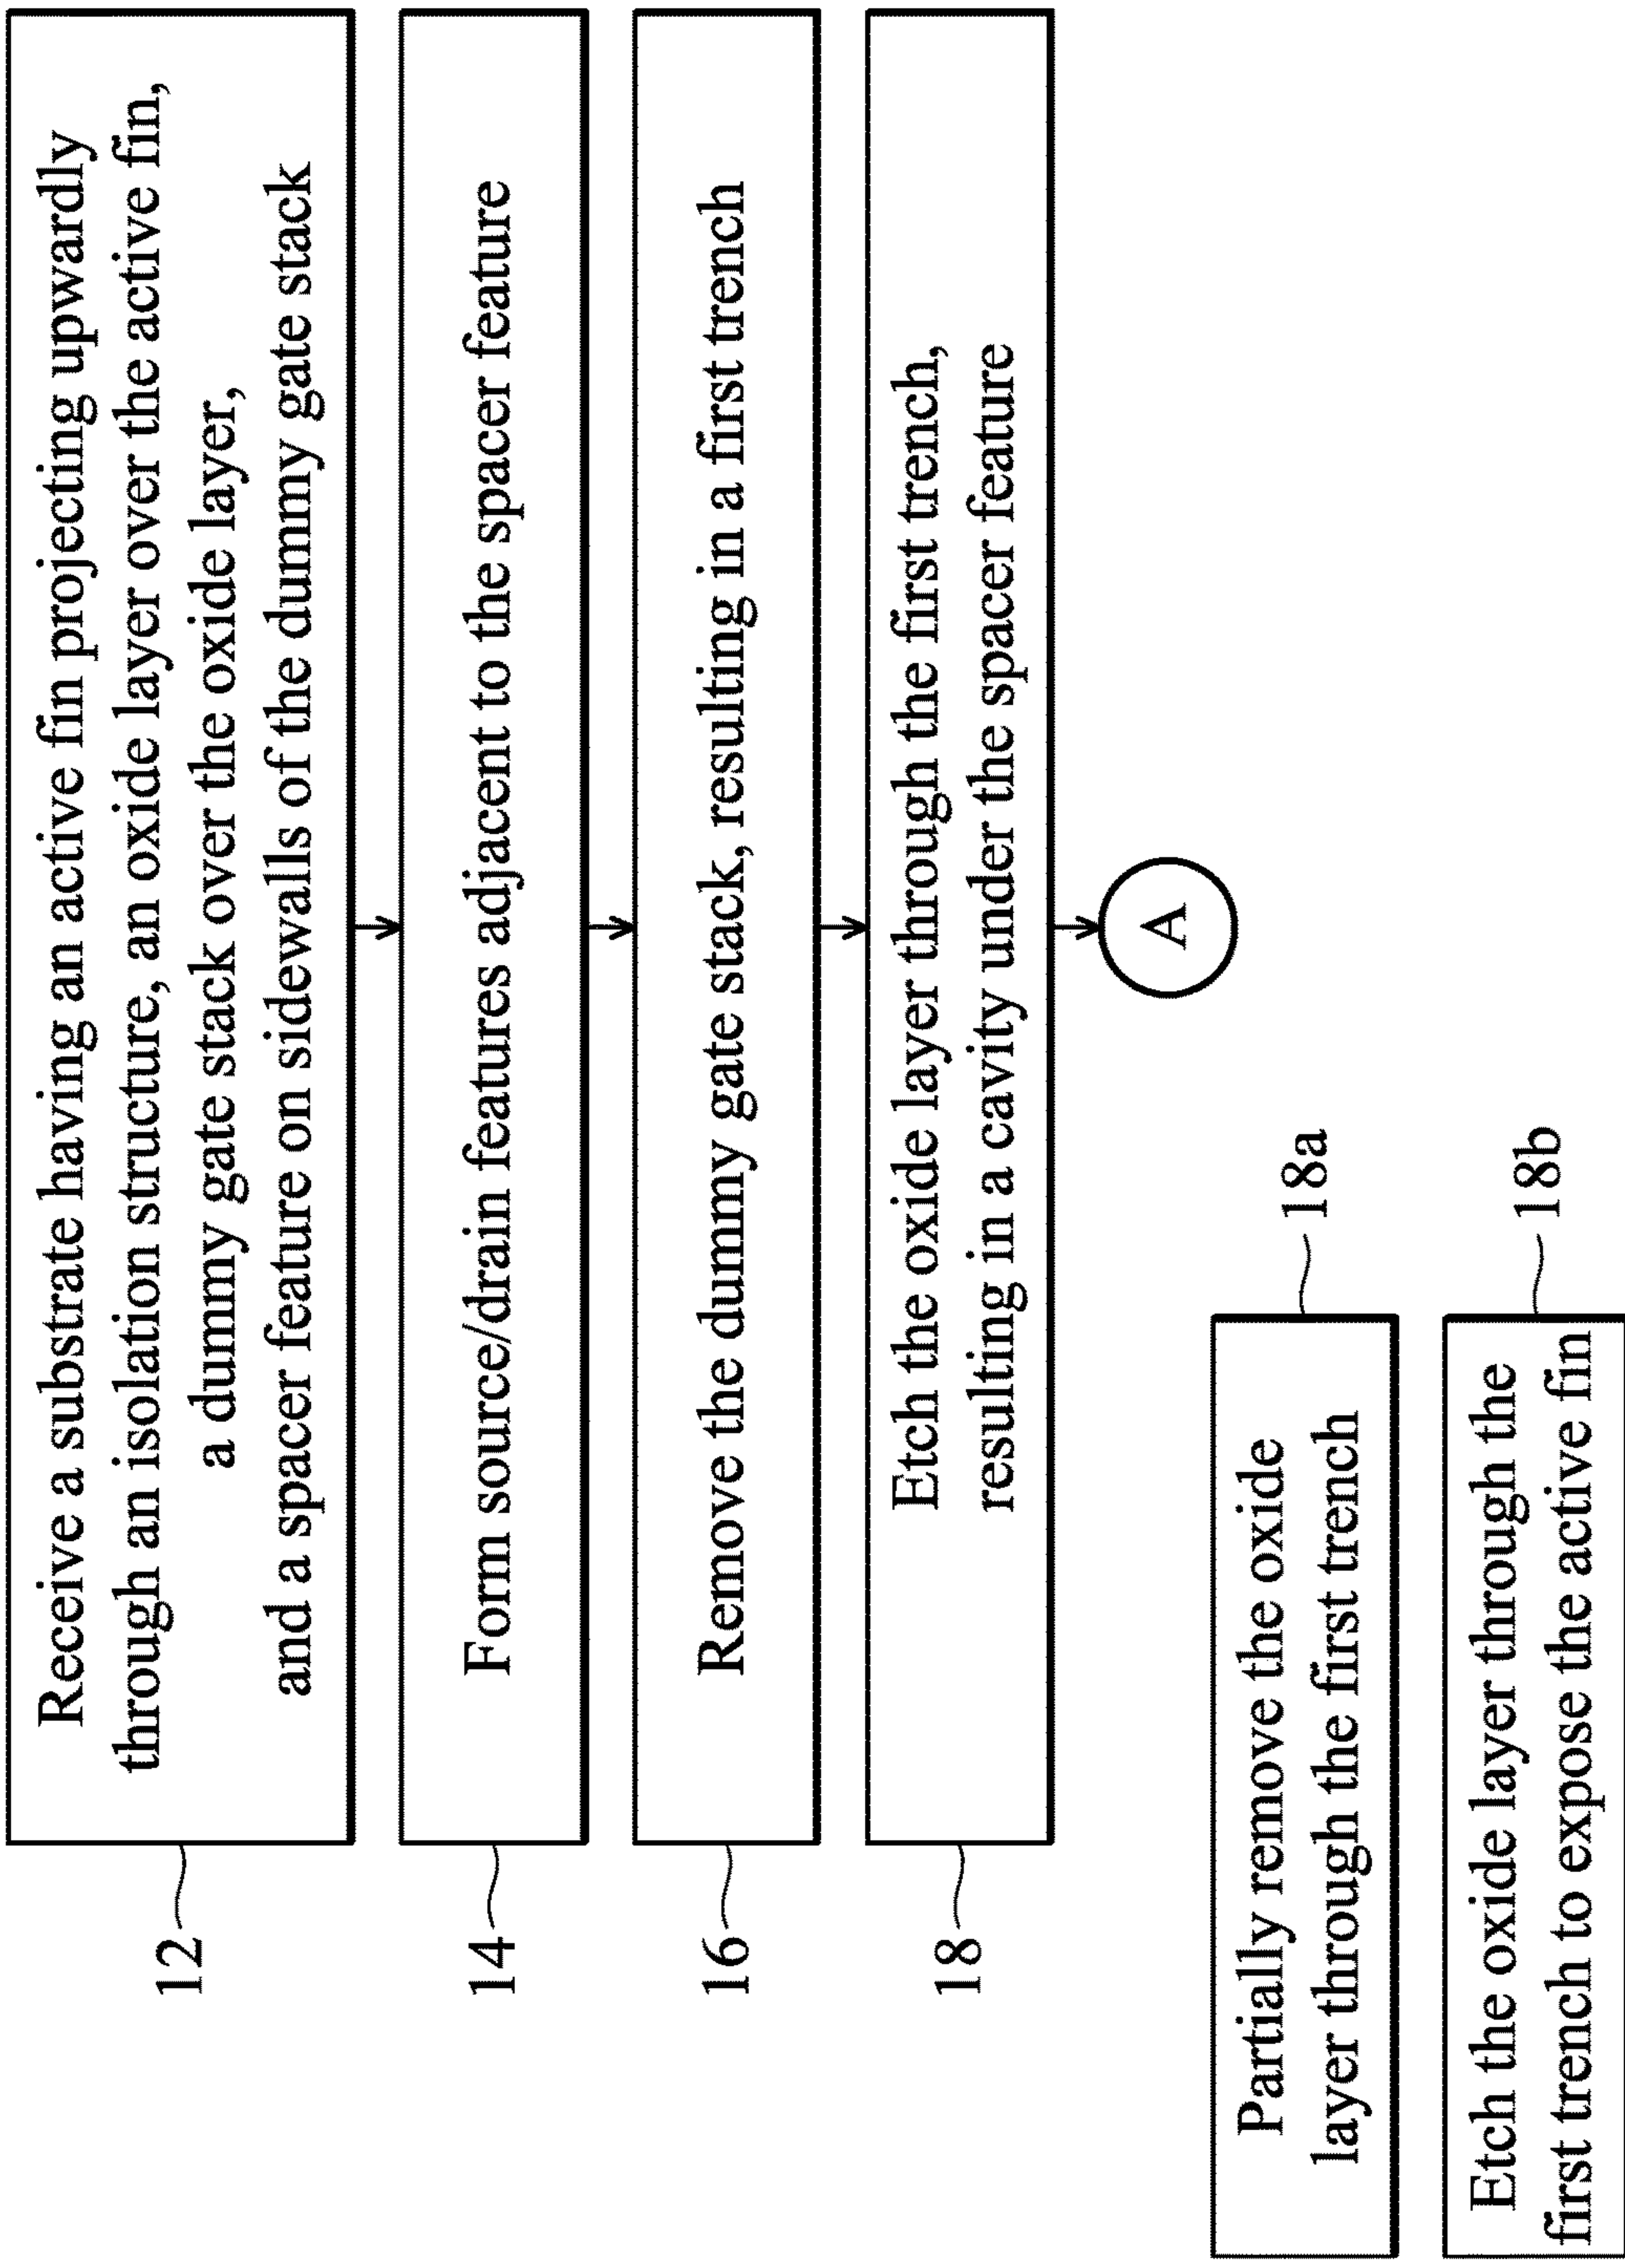 Receive a substrate having an active fin projecting upwardly
through an isolation structure, an oxide layer over the active fin,
a dummy gate stack over the oxide layer,
and a spacer feature on sidewalls of the dummy gate stack
12
Form source/drain features adjacent to the spacer feature
14
Remove the dummy gate stack, resulting in a first trench
16
Etch the oxide layer through the first trench,
resulting in a cavity under the spacer feature
18
A
Partially remove the oxide
layer through the first trench
18a
Etch the oxide layer through the
first trench to expose the active fin
18b